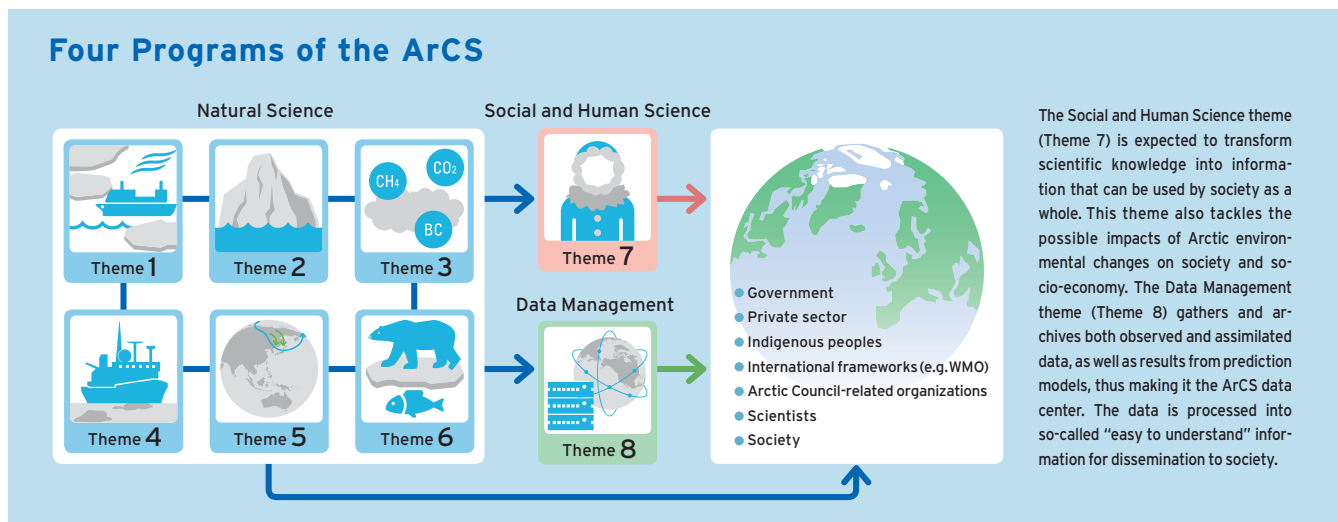 Four Programs of the ArCS
Natural Science
Social and Human Science
CH4
CO2
BC
Theme 1
Theme 2
Theme 3
Theme 7
Data Management
Theme 4
Theme 5
Theme 6
Theme 8
Government
Private sector
Indigenous peoples
International frameworks (e.g. WMO)
Arctic Council-related organizations
Scientists
Society
The Social and Human Science theme
(Theme 7) is expected to transform
scientific knowledge into informa-
tion that can be used by society as a
whole. This theme also tackles the
possible impacts of Arctic environ-
mental changes on society and so-
cio-economy. The Data Management
theme (Theme 8) gathers and ar-
chives both observed and assimilated
data, as well as results from prediction
models, thus making it the ArCS data
center. The data is processed into
so-called “easy to understand” infor-
mation for dissemination to society.